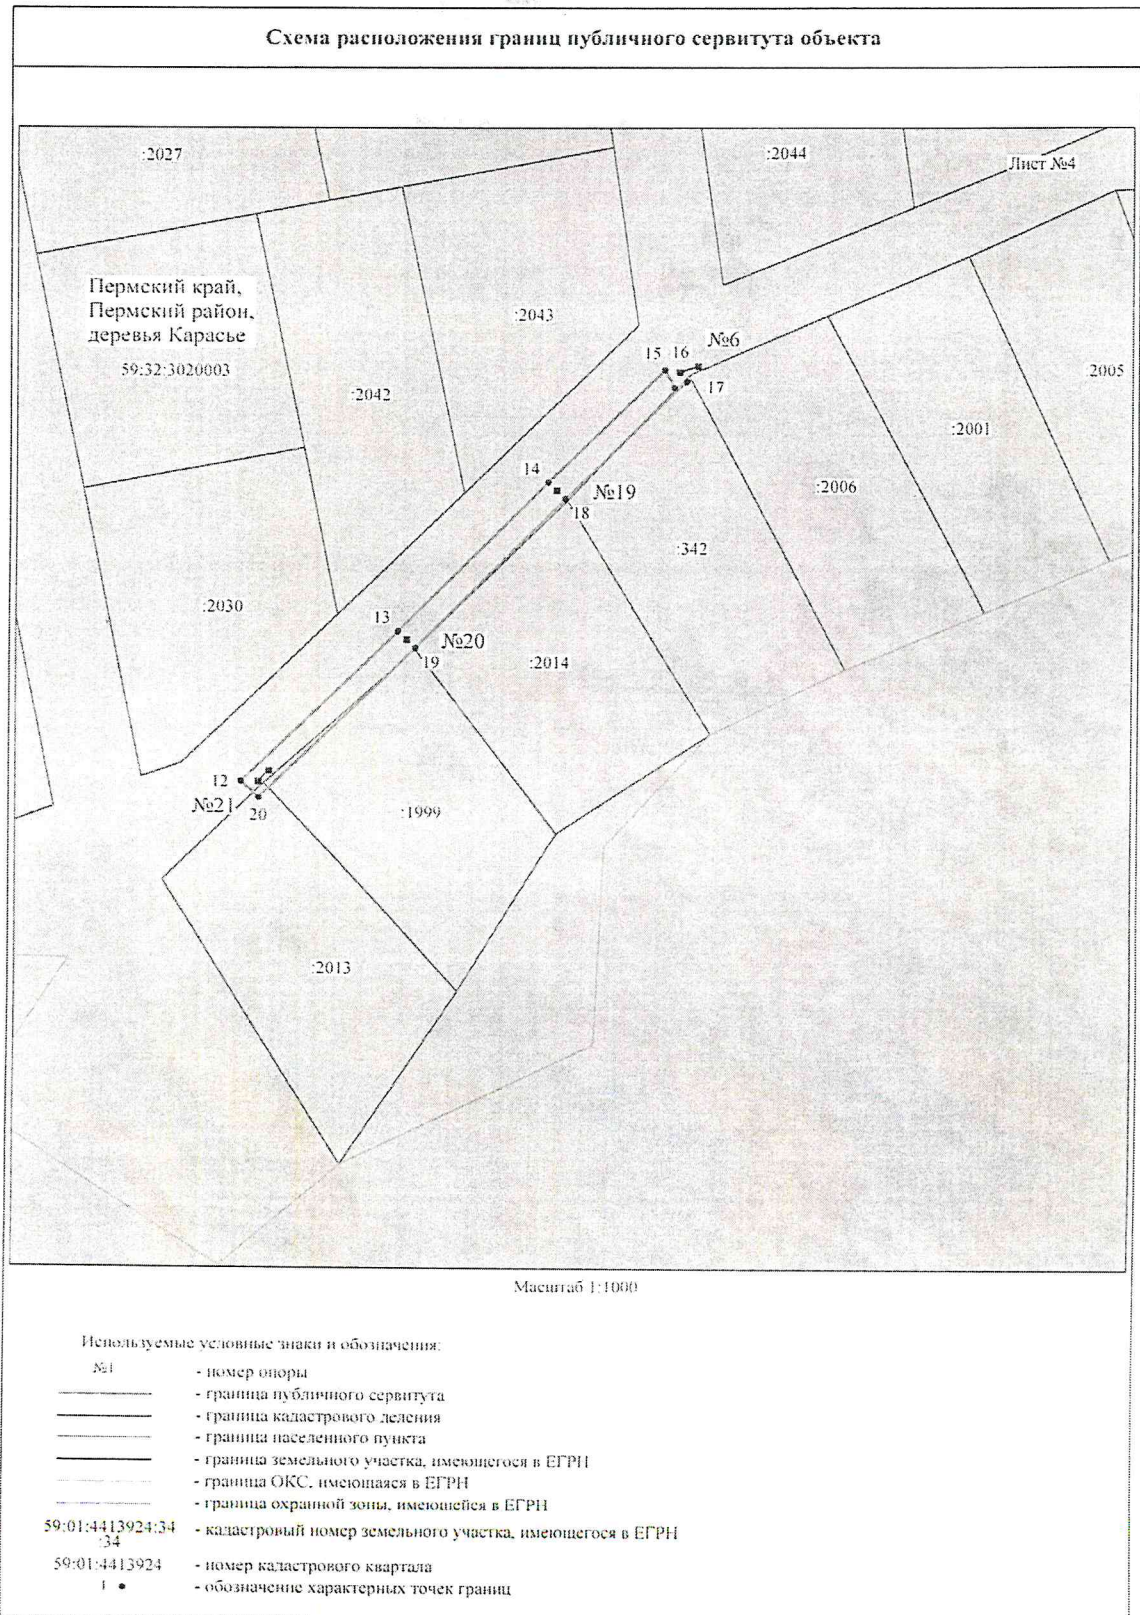 Схема расположения границ публичного сервитута объекта
:2027
:2044
Лист №4
Пермский край,
Пермский район,
деревья Карасье
59:32:3020003
:2043
:2042
15 16 №6
17
2005
:2001
:2006
14
№19
18
:342
:2030
13
№20
19
:2014
12
№21
20
:1999
:2013
Масштаб 1:1000
Используемые условные знаки и обозначения:
№1 - номер опоры
- граница публичного сервитута
- граница кадастрового деления
- граница населенного пункта
- граница земельного участка, имеющегося в ЕГРН
- граница ОКС, имеющаяся в ЕГРН
- граница охранной зоны, имеющейся в ЕГРН
59:01:4413924:34 - кадастровый номер земельного участка, имеющегося в ЕГРН
:34
59:01:4413924 - номер кадастрового квартала
1 - обозначение характерных точек границ